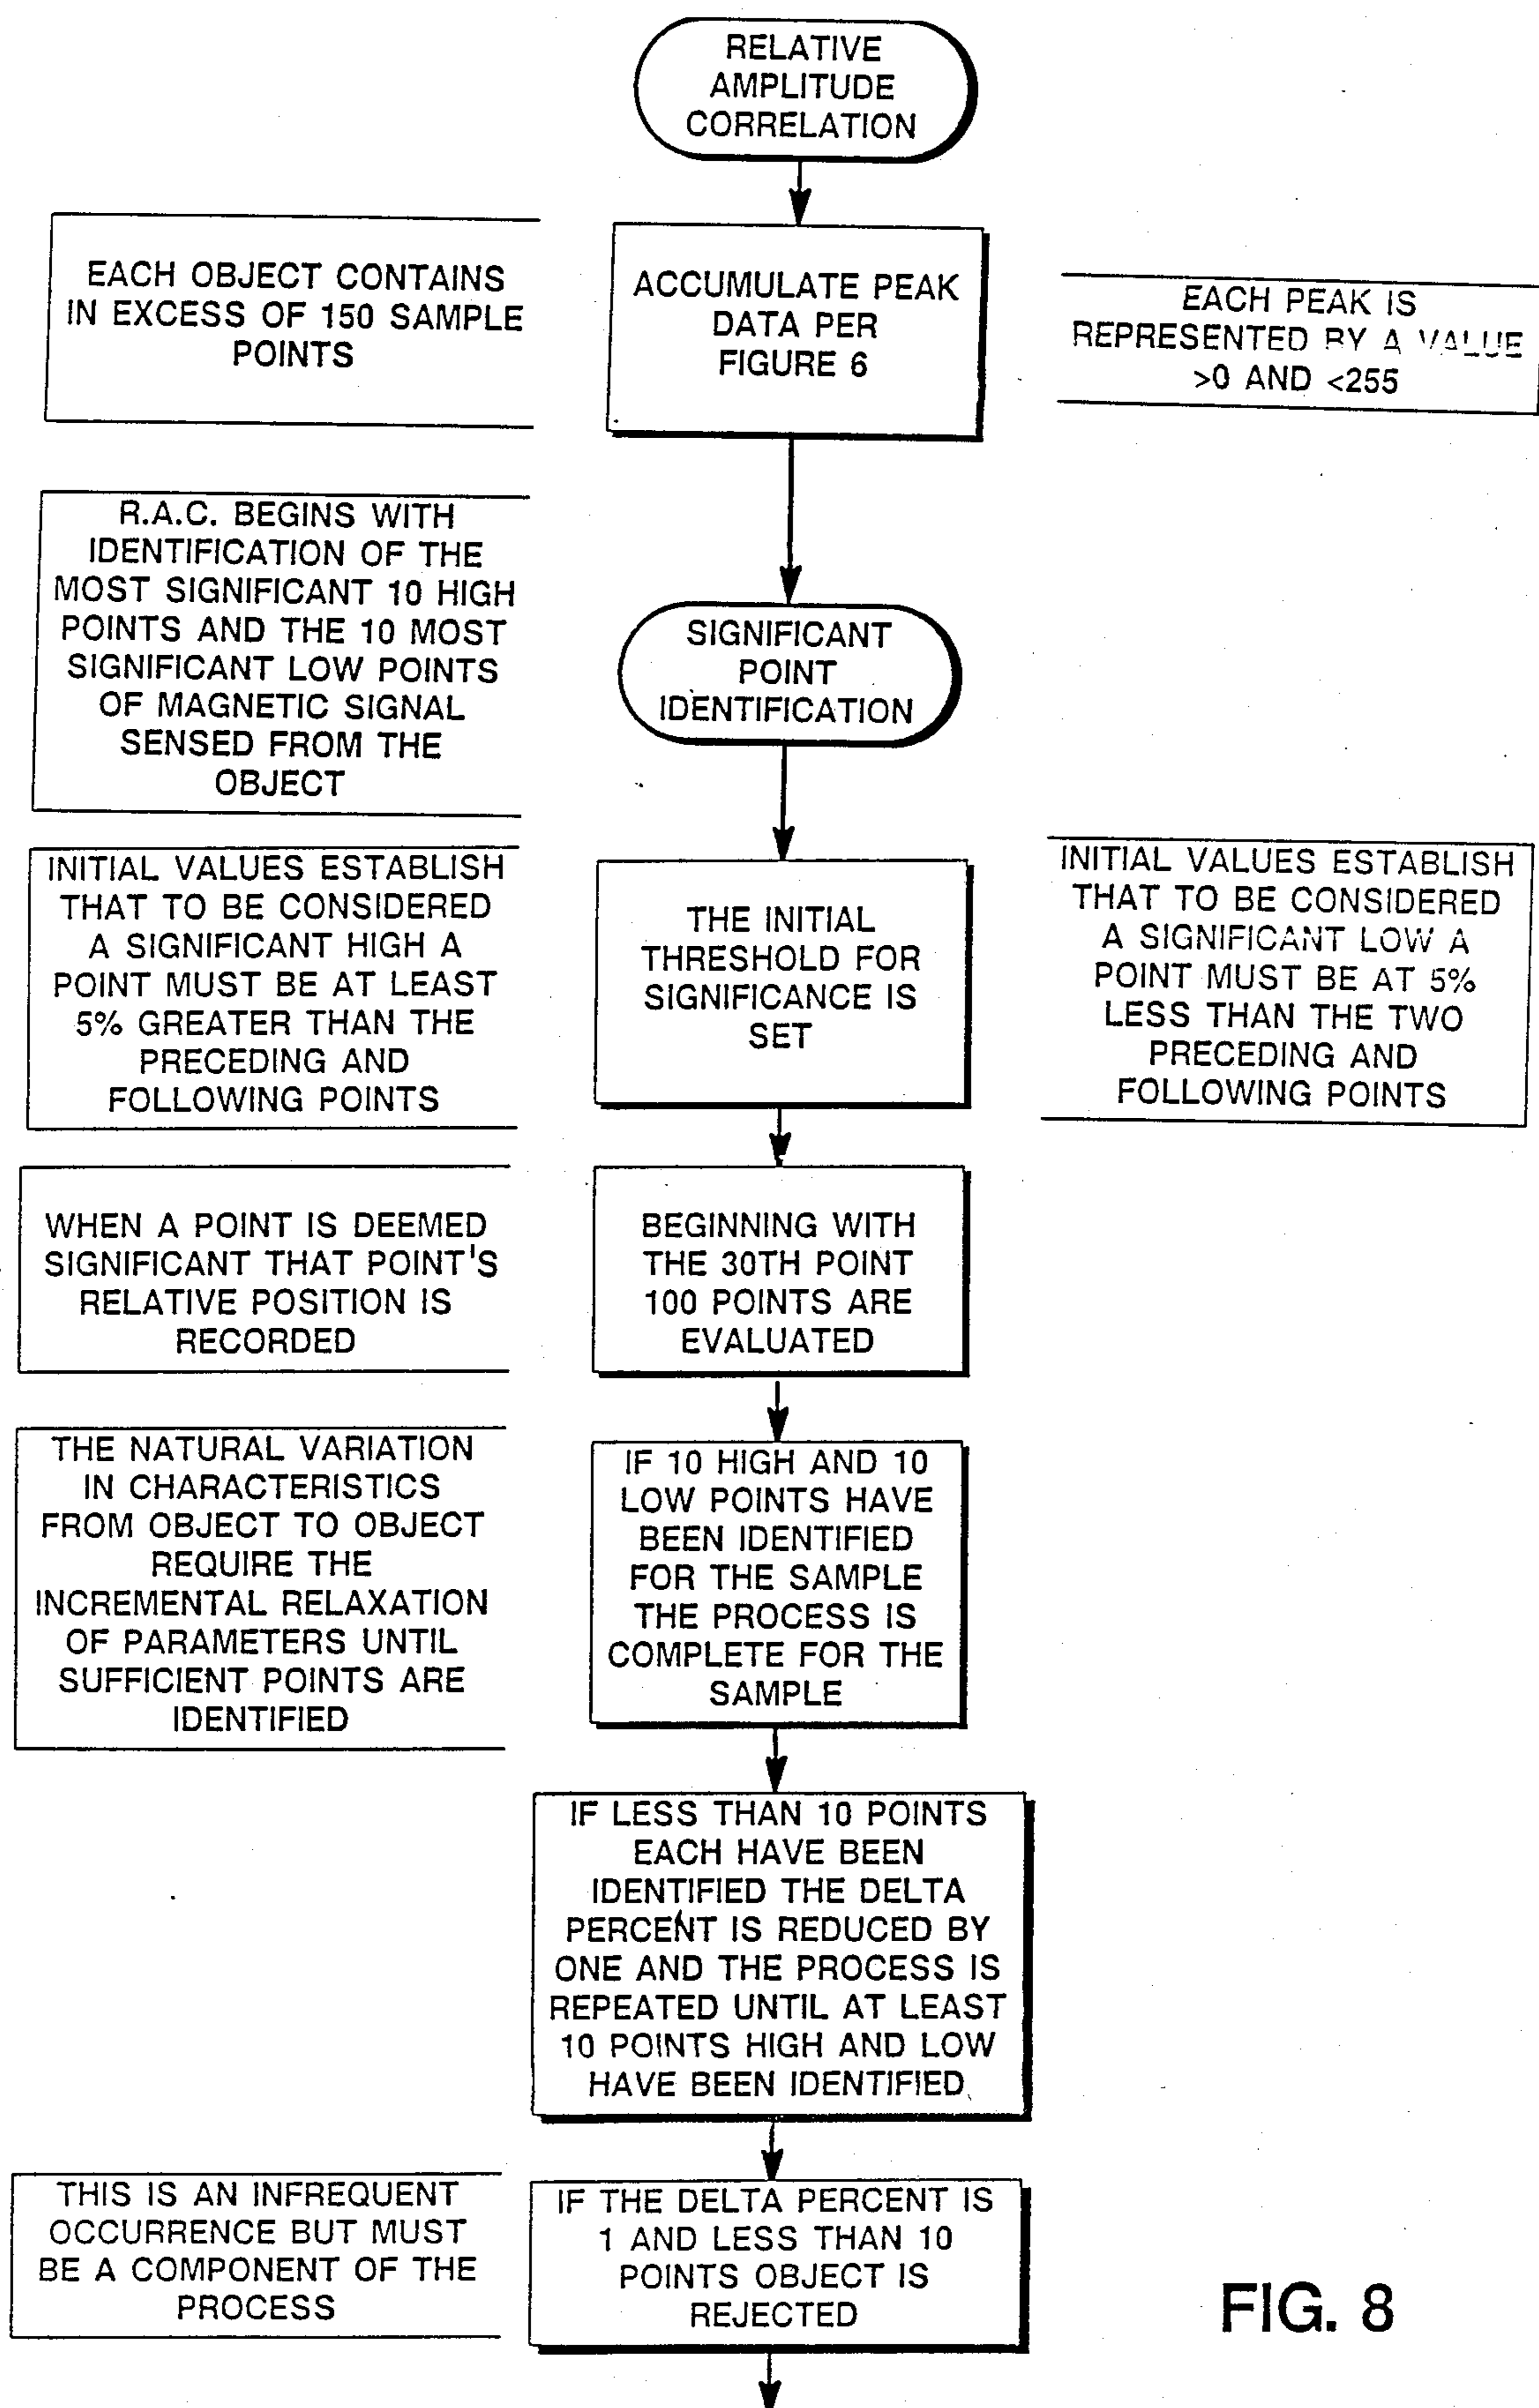 RELATIVE
AMPLITUDE
CORRELATION
EACH OBJECT CONTAINS
IN EXCESS OF 150 SAMPLE
POINTS
ACCUMULATE PEAK
DATA PER
FIGURE 6
EACH PEAK IS
REPRESENTED BY A VALUE
>0 AND <255
R.A.C. BEGINS WITH
IDENTIFICATION OF THE
MOST SIGNIFICANT 10 HIGH
POINTS AND THE 10 MOST
SIGNIFICANT LOW POINTS
OF MAGNETIC SIGNAL
SENSED FROM THE
OBJECT
SIGNIFICANT
POINT
IDENTIFICATION
INITIAL VALUES ESTABLISH
THAT TO BE CONSIDERED
A SIGNIFICANT HIGH A
POINT MUST BE AT LEAST
5% GREATER THAN THE
PRECEDING AND
FOLLOWING POINTS
THE INITIAL
THRESHOLD FOR
SIGNIFICANCE IS
SET
INITIAL VALUES ESTABLISH
THAT TO BE CONSIDERED
A SIGNIFICANT LOW A
POINT MUST BE AT 5%
LESS THAN THE TWO
PRECEDING AND
FOLLOWING POINTS
WHEN A POINT IS DEEMED
SIGNIFICANT THAT POINT'S
RELATIVE POSITION IS
RECORDED
BEGINNING WITH
THE 30TH POINT
100 POINTS ARE
EVALUATED
THE NATURAL VARIATION
IN CHARACTERISTICS
FROM OBJECT TO OBJECT
REQUIRE THE
INCREMENTAL RELAXATION
OF PARAMETERS UNTIL
SUFFICIENT POINTS ARE
IDENTIFIED
IF 10 HIGH AND 10
LOW POINTS HAVE
BEEN IDENTIFIED
FOR THE SAMPLE
THE PROCESS IS
COMPLETE FOR THE
SAMPLE
IF LESS THAN 10 POINTS
EACH HAVE BEEN
IDENTIFIED THE DELTA
PERCENT IS REDUCED BY
ONE AND THE PROCESS IS
REPEATED UNTIL AT LEAST
10 POINTS HIGH AND LOW
HAVE BEEN IDENTIFIED
THIS IS AN INFREQUENT
OCCURRENCE BUT MUST
BE A COMPONENT OF THE
PROCESS
IF THE DELTA PERCENT IS
1 AND LESS THAN 10
POINTS OBJECT IS
REJECTED
FIG. 8